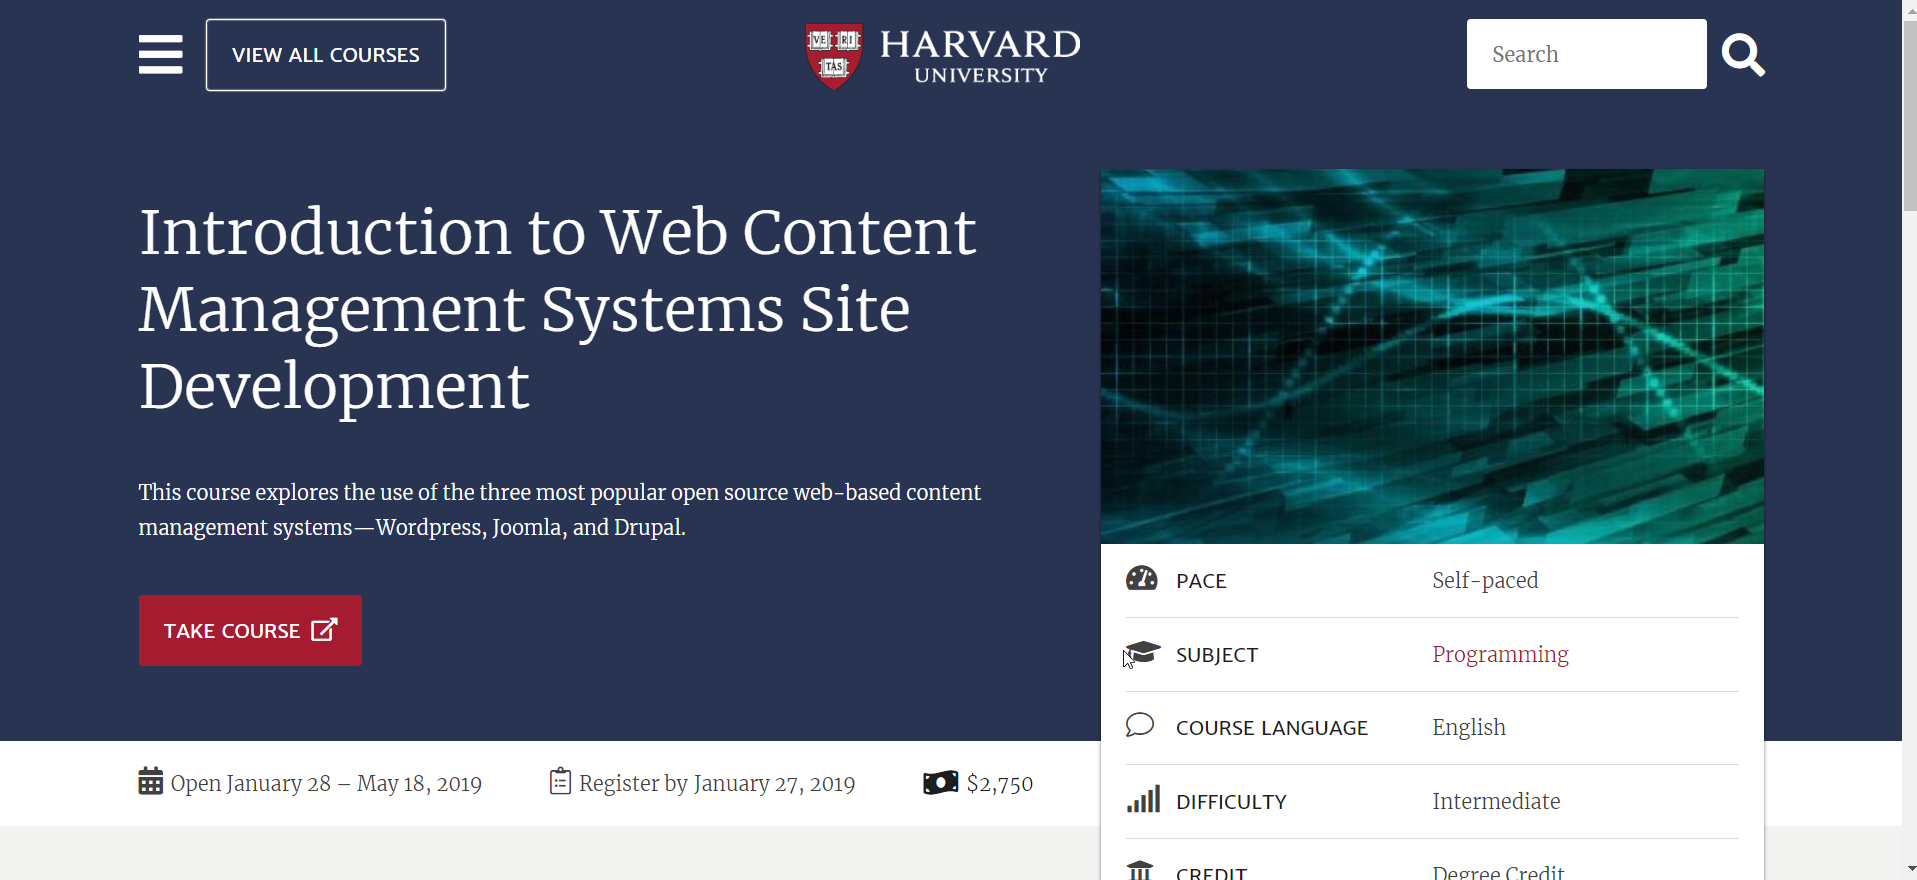 VIEW ALL COURSES
VE RI
TAS
HARVARD
UNIVERSITY
Search
Introduction to Web Content
Management Systems Site
Development
This course explores the use of the three most popular open source web-based content
management systems—Wordpress, Joomla, and Drupal.
TAKE COURSE
Open January 28 – May 18, 2019
Register by January 27, 2019
$2,750
PACE Self-paced
SUBJECT Programming
COURSE LANGUAGE English
DIFFICULTY Intermediate
CREDIT Degree Credit